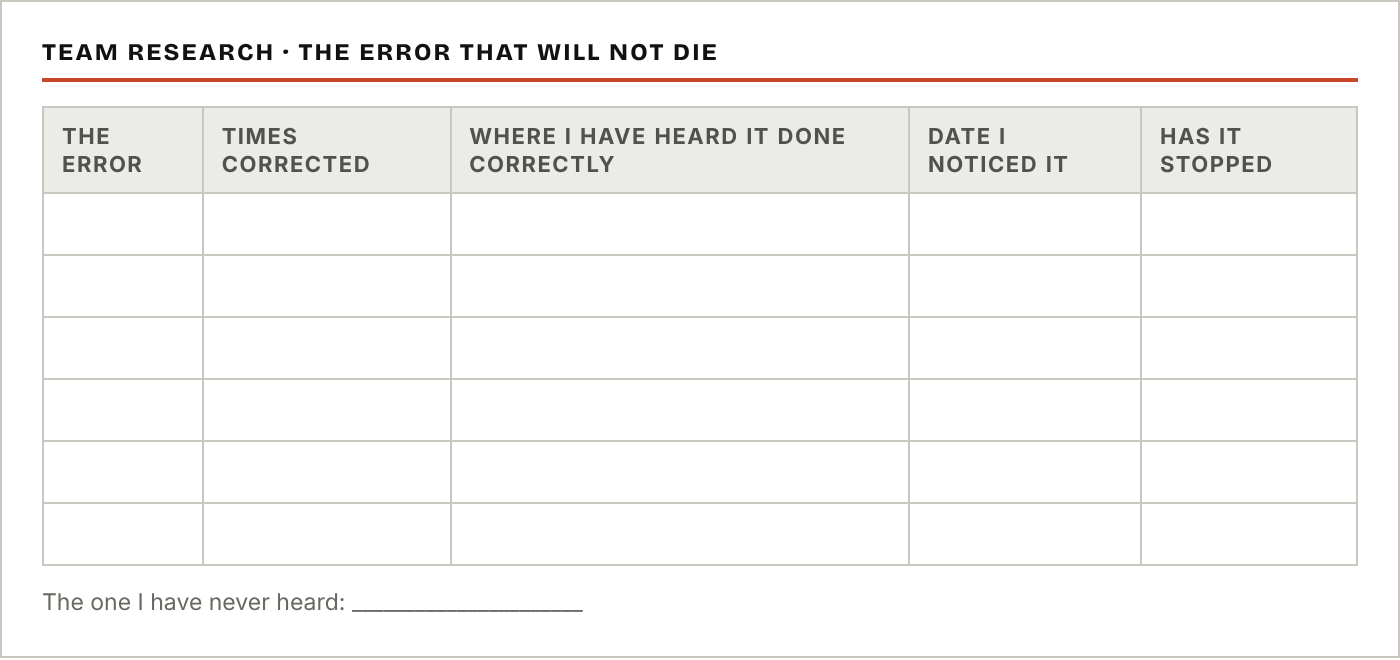 TEAM RESEARCH · THE ERROR THAT WILL NOT DIE
THE ERROR
TIMES CORRECTED
WHERE I HAVE HEARD IT DONE CORRECTLY
DATE I NOTICED IT
HAS IT STOPPED
The one I have never heard: ____________________